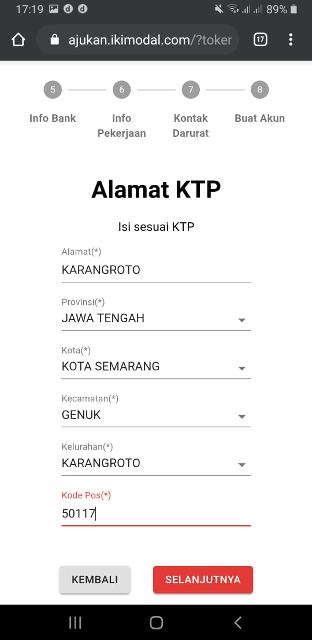 17:19
89%
ajukan.ikimodal.com/?toker
17
5 6 7 8
Info Bank Info Pekerjaan Kontak Darurat Buat Akun
Alamat KTP
Isi sesuai KTP
Alamat(*)
KARANGROTO
Provinsi(*)
JAWA TENGAH
Kota(*)
KOTA SEMARANG
Kecamatan(*)
GENUK
Kelurahan(*)
KARANGROTO
Kode Pos(*)
50117
KEMBALI SELANJUTNYA